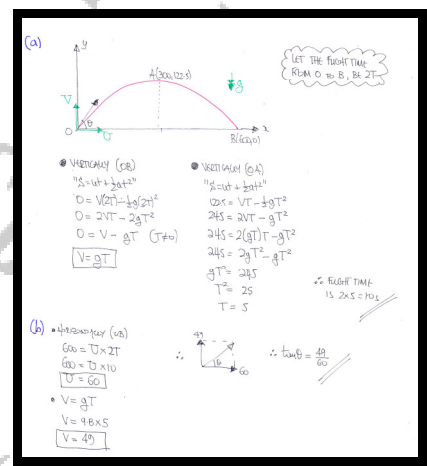 (a)
y
A(300,122.5)
g
LET THE FLIGHT TIME
FROM O TO B, BE 2T
V
θ
O
U
B(600,0)
x
• VERTICALLY (OB)
"S=ut + ½at²"
0 = V(2T) - ½g(2T)²
0 = 2VT - 2gT²
0 = V - gT (T≠0)
V = gT
• VERTICALLY (OA)
"S=ut + ½at²"
122.5 = VT - ½gT²
245 = 2VT - gT²
245 = 2(gT)T - gT²
245 = 2gT² - gT²
gT² = 245
T² = 25
T = 5
∴ FLIGHT TIME
IS 2×5 = 10 s
(b) • HORIZONTALLY (OB)
600 = U × 2T
600 = U × 10
U = 60
• V = gT
V = 9.8 × 5
V = 49
∴
49
θ
60
∴ tanθ = 49/60